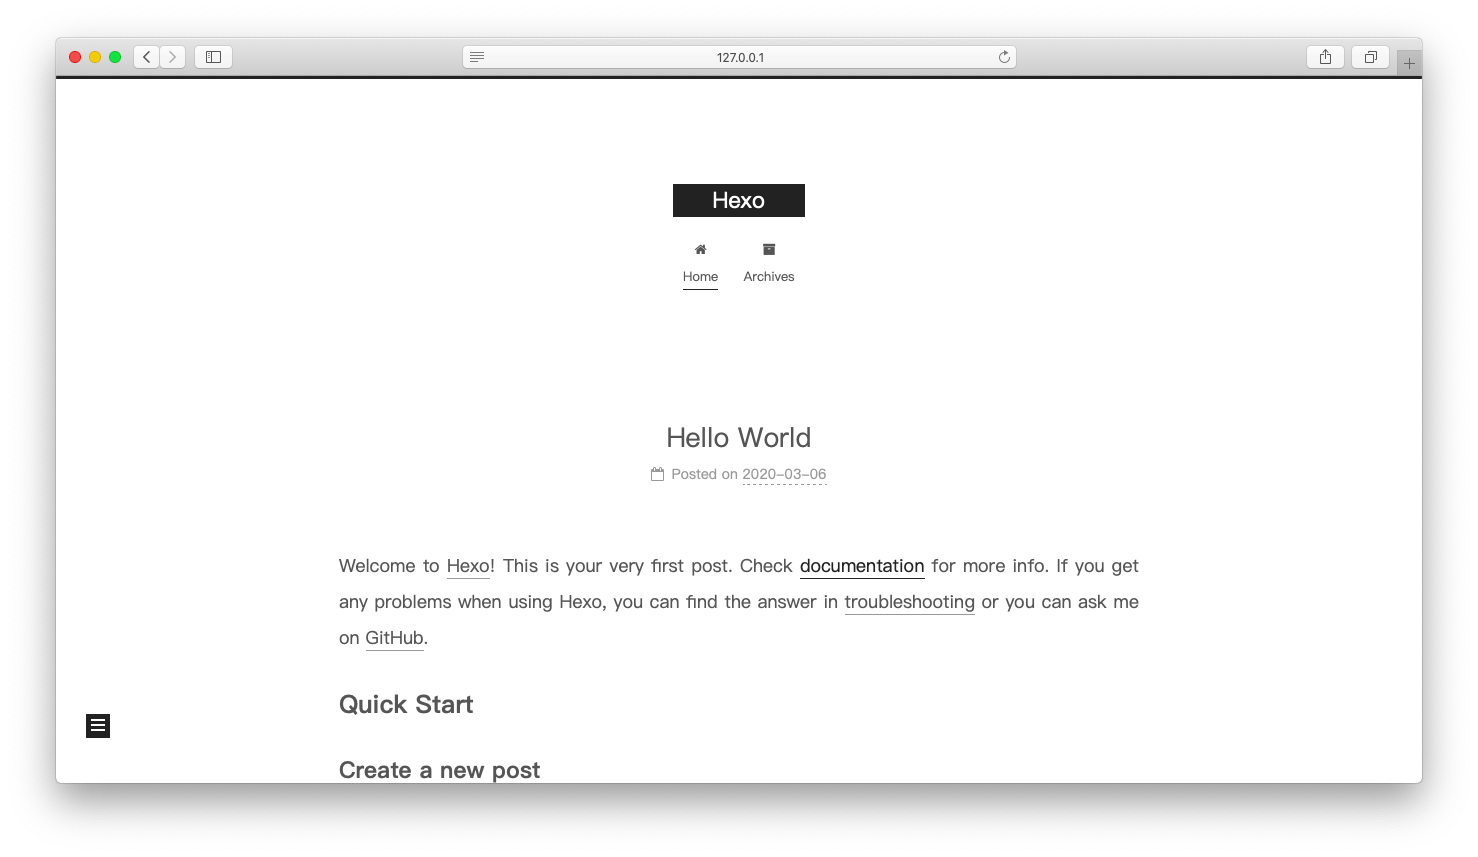 127.0.0.1
Hexo
Home Archives
Hello World
Posted on 2020-03-06
Welcome to Hexo! This is your very first post. Check documentation for more info. If you get
any problems when using Hexo, you can find the answer in troubleshooting or you can ask me
on GitHub.
Quick Start
Create a new post